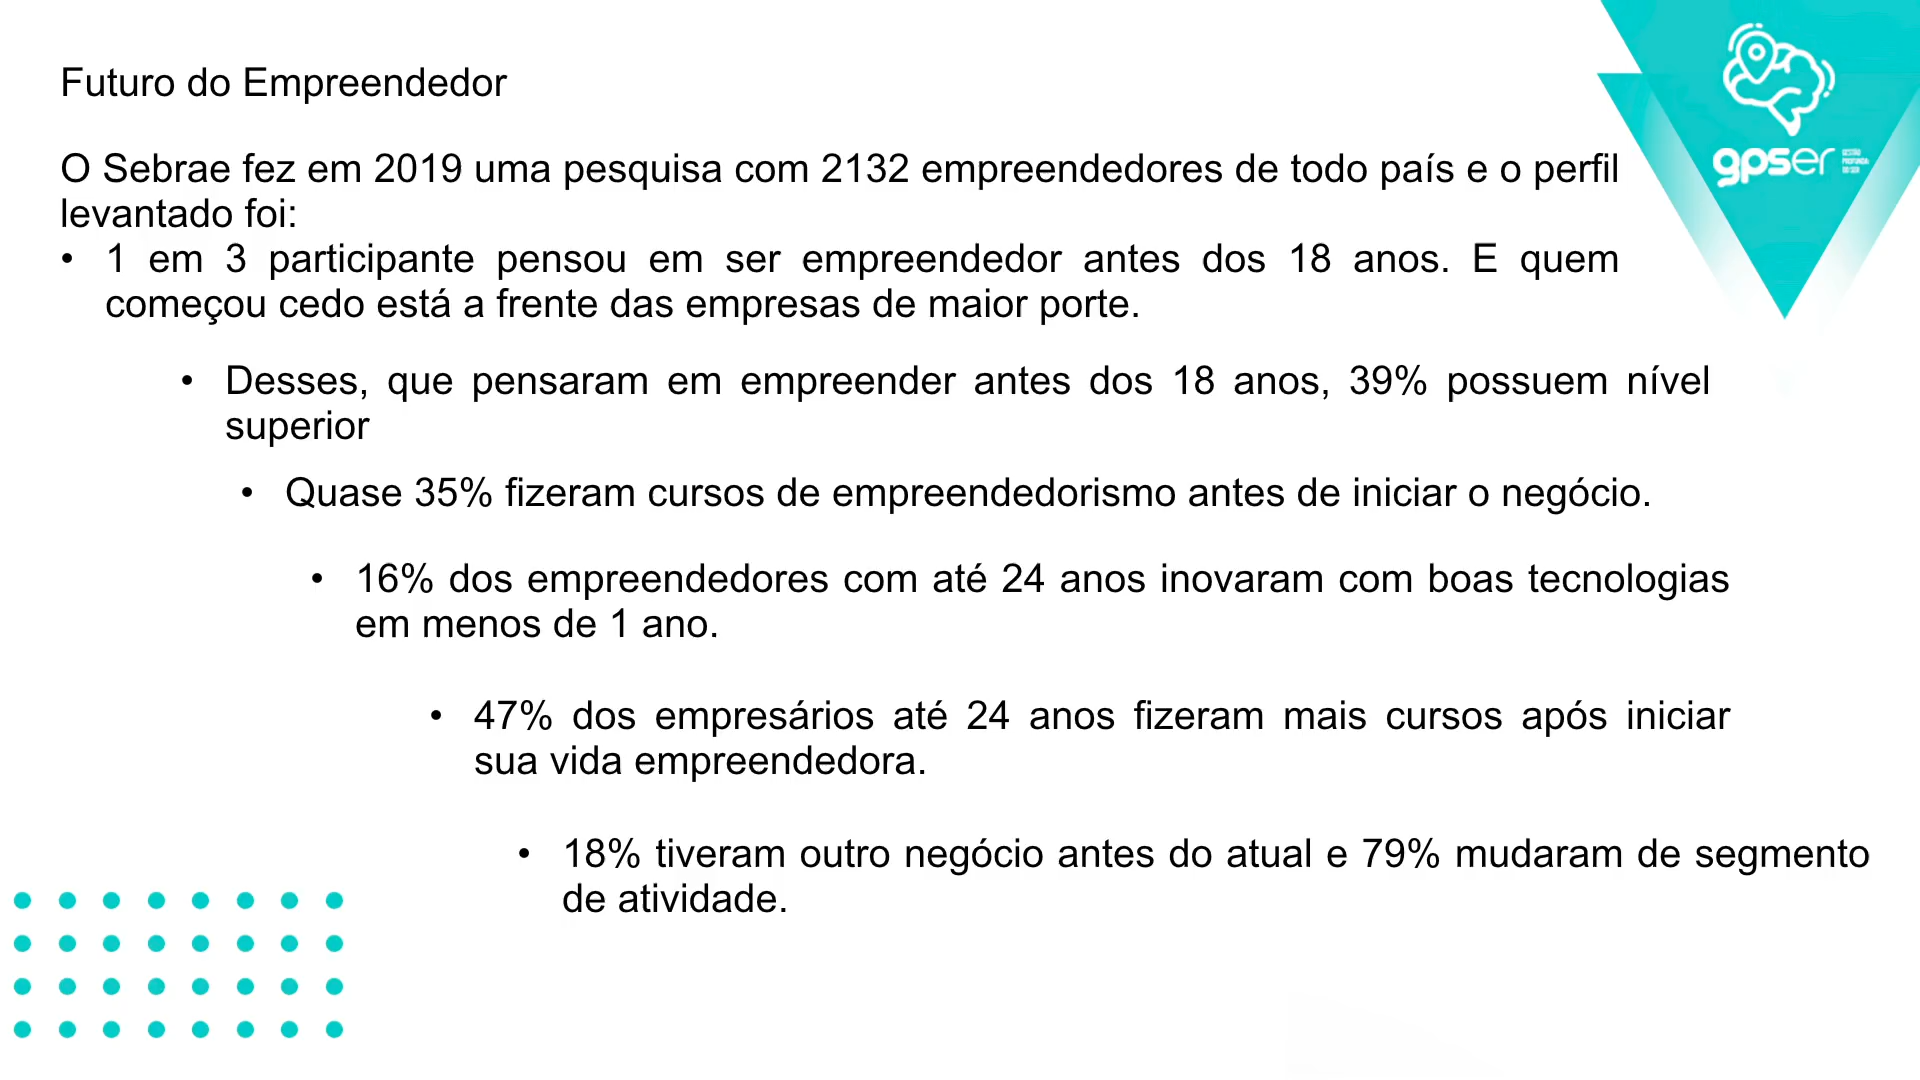 Futuro do Empreendedor
O Sebrae fez em 2019 uma pesquisa com 2132 empreendedores de todo país e o perfil
levantado foi:
• 1 em 3 participante pensou em ser empreendedor antes dos 18 anos. E quem
começou cedo está a frente das empresas de maior porte.
• Desses, que pensaram em empreender antes dos 18 anos, 39% possuem nível
superior
• Quase 35% fizeram cursos de empreendedorismo antes de iniciar o negócio.
• 16% dos empreendedores com até 24 anos inovaram com boas tecnologias
em menos de 1 ano.
• 47% dos empresários até 24 anos fizeram mais cursos após iniciar
sua vida empreendedora.
• 18% tiveram outro negócio antes do atual e 79% mudaram de segmento
de atividade.
gpser